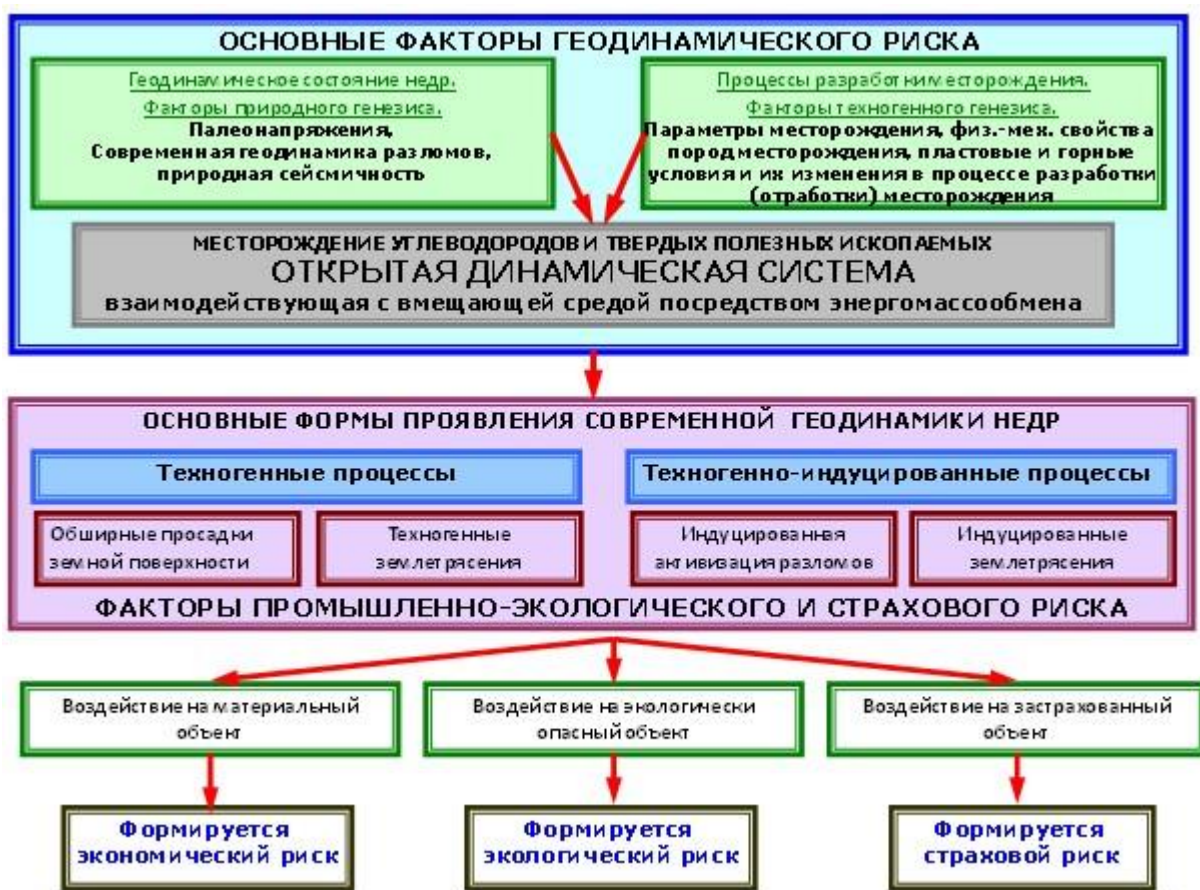 ОСНОВНЫЕ ФАКТОРЫ ГЕОДИНАМИЧЕСКОГО РИСКА
Геодинамическое состояние недр.
Факторы природного генезиса.
Палеонапряжения,
Современная геодинамика разломов,
природная сейсмичность
Процессы разработки месторождения.
Факторы техногенного генезиса.
Параметры месторождения, физ.-мех. свойства
пород месторождения, пластовые и горные
условия и их изменения в процессе разработки
(отработки) месторождения
МЕСТОРОЖДЕНИЕ УГЛЕВОДОРОДОВ И ТВЕРДЫХ ПОЛЕЗНЫХ ИСКОПАЕМЫХ
ОТКРЫТАЯ ДИНАМИЧЕСКАЯ СИСТЕМА
взаимодействующая с вмещающей средой посредством энергомассообмена
ОСНОВНЫЕ ФОРМЫ ПРОЯВЛЕНИЯ СОВРЕМЕННОЙ ГЕОДИНАМИКИ НЕДР
Техногенные процессы
Техногенно-индуцированные процессы
Обширные просадки
земной поверхности
Техногенные
землетрясения
Индуцированная
активизация разломов
Индуцированные
землетрясения
ФАКТОРЫ ПРОМЫШЛЕННО-ЭКОЛОГИЧЕСКОГО И СТРАХОВОГО РИСКА
Воздействие на материальный
объект
Воздействие на экологически
опасный объект
Воздействие на застрахованный
объект
Формируется
экономический риск
Формируется
экологический риск
Формируется
страховой риск